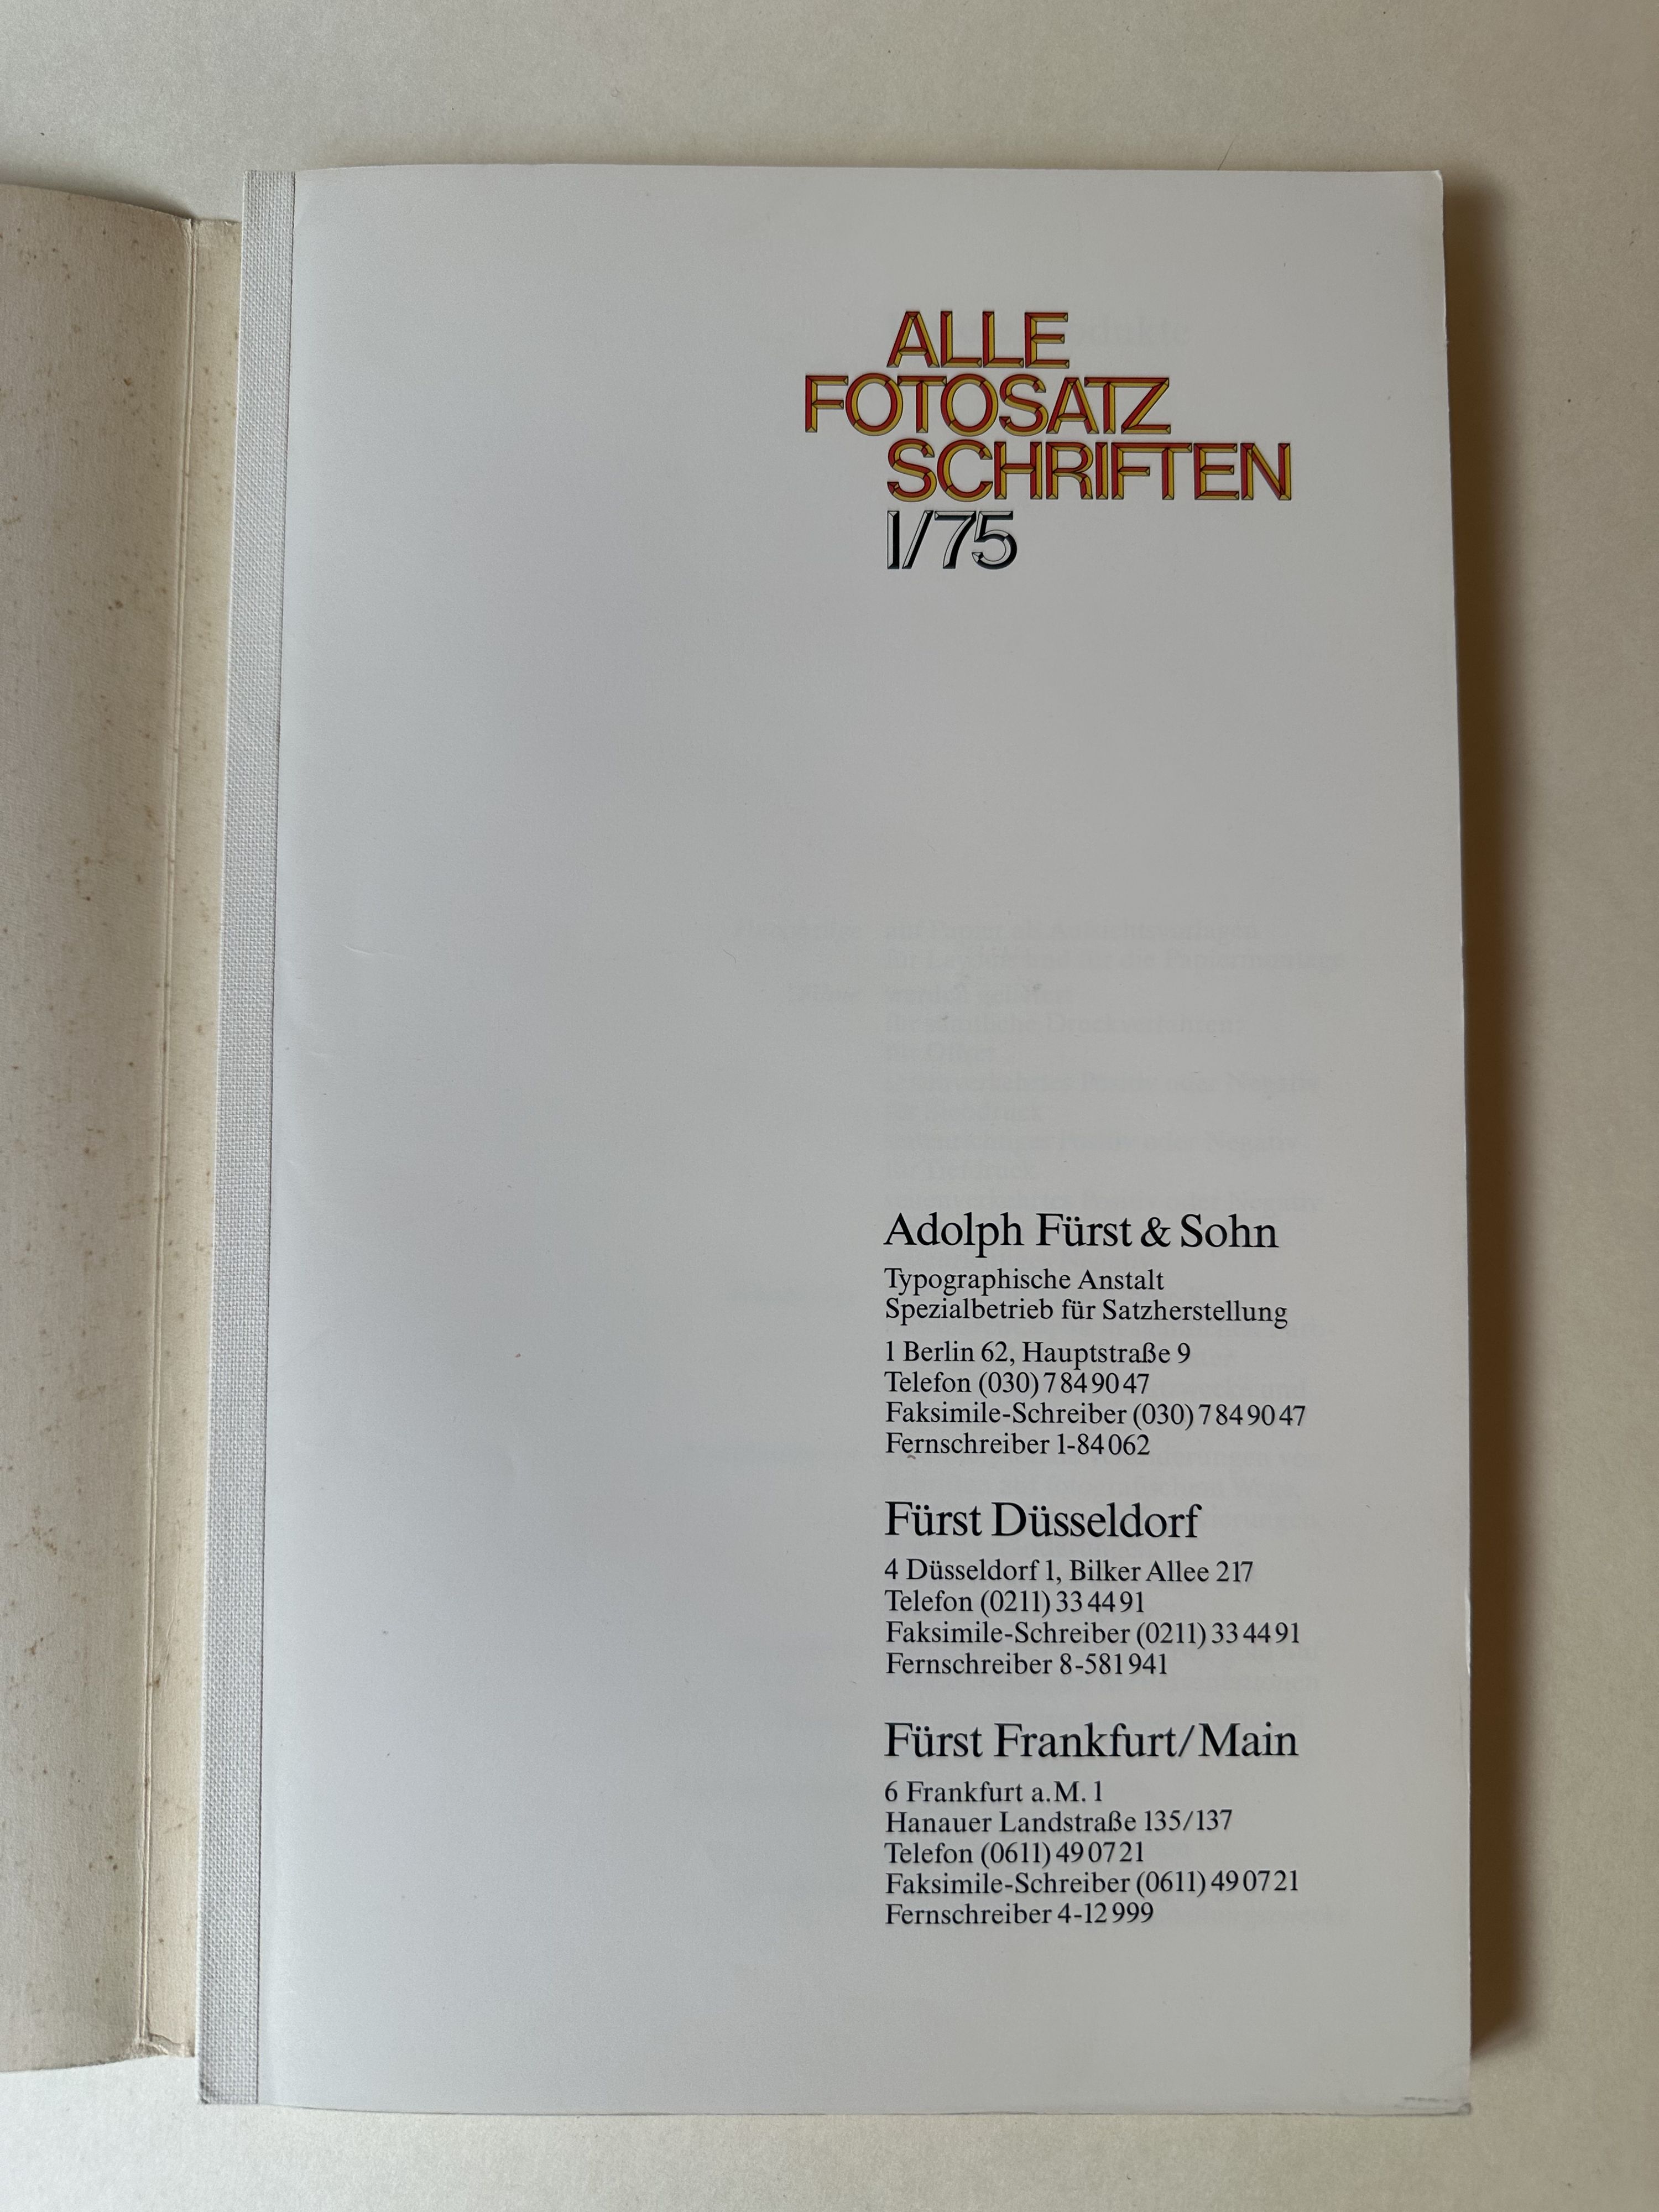 ALLE
FOTOSATZ
SCHRIFTEN
I/75
Adolph Fürst & Sohn
Typographische Anstalt
Spezialbetrieb für Satzherstellung
1 Berlin 62, Hauptstraße 9
Telefon (030) 7 84 90 47
Faksimile-Schreiber (030) 7 84 90 47
Fernschreiber 1-84 062
Fürst Düsseldorf
4 Düsseldorf 1, Bilker Allee 217
Telefon (0211) 33 44 91
Faksimile-Schreiber (0211) 33 44 91
Fernschreiber 8-581 941
Fürst Frankfurt/Main
6 Frankfurt a.M. 1
Hanauer Landstraße 135/137
Telefon (0611) 49 07 21
Faksimile-Schreiber (0611) 49 07 21
Fernschreiber 4-12 999